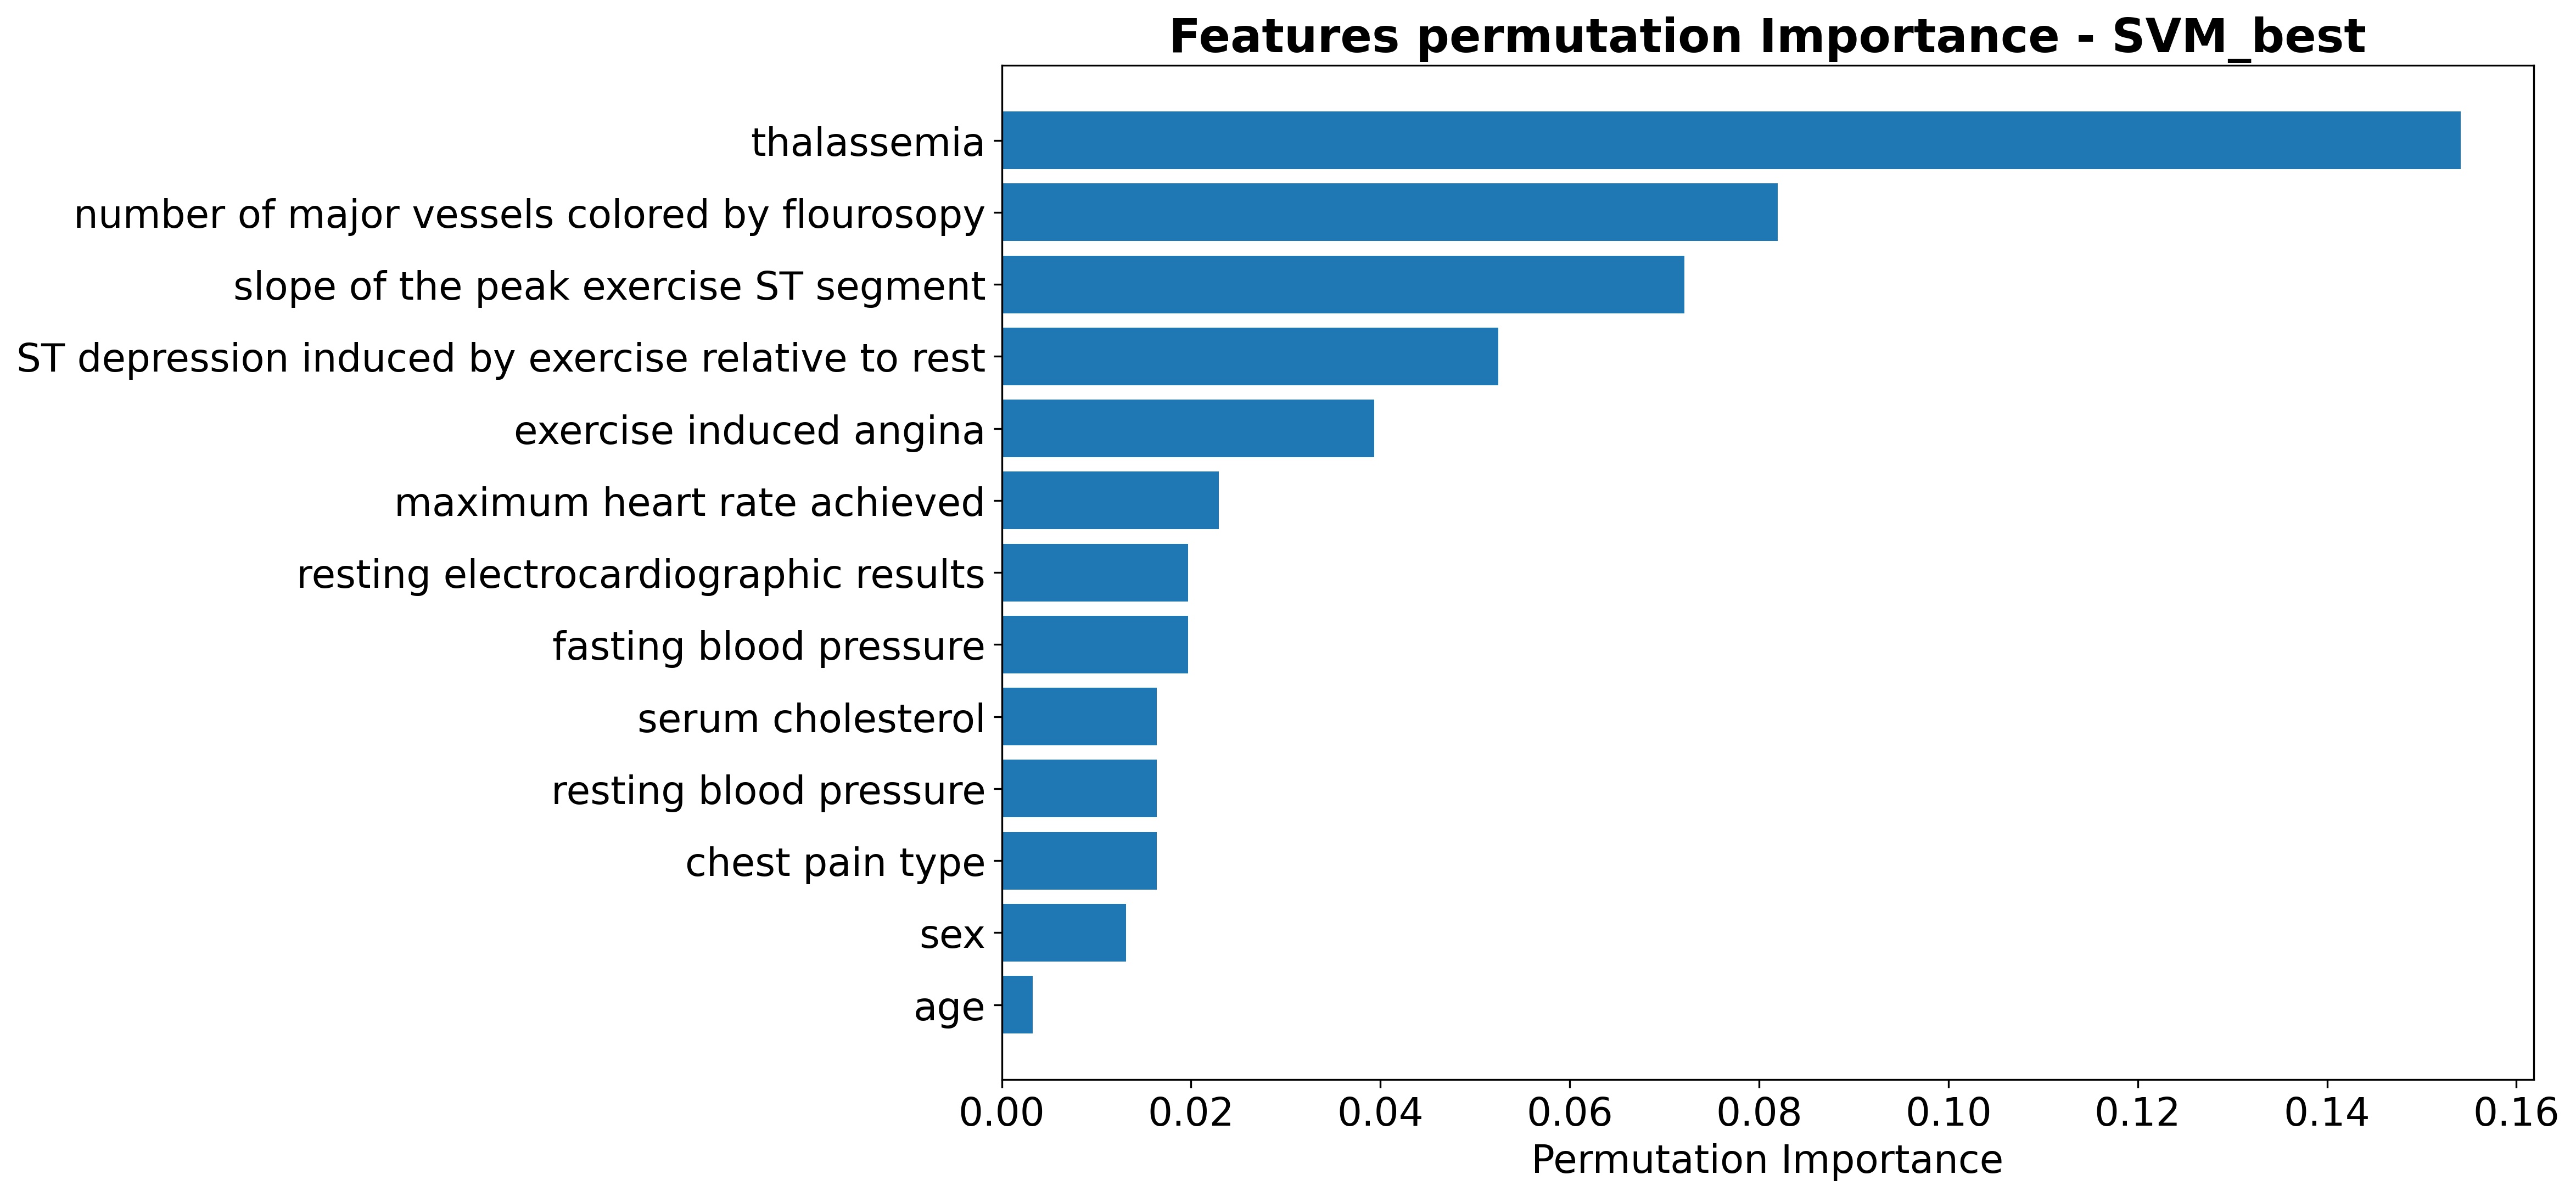 Features permutation Importance - SVM_best
thalassemia
number of major vessels colored by flourosopy
slope of the peak exercise ST segment
ST depression induced by exercise relative to rest
exercise induced angina
maximum heart rate achieved
resting electrocardiographic results
fasting blood pressure
serum cholesterol
resting blood pressure
chest pain type
sex
age
0.00 0.02 0.04 0.06 0.08 0.10 0.12 0.14 0.16
Permutation Importance